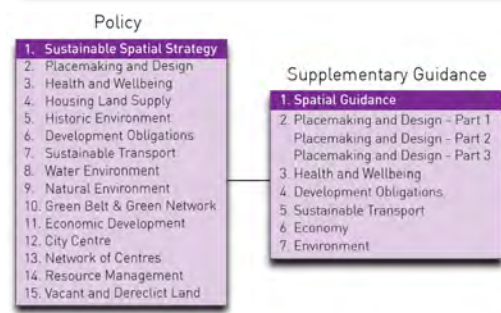 Policy
1. Sustainable Spatial Strategy
2. Placemaking and Design
3. Health and Wellbeing
4. Housing Land Supply
5. Historic Environment
6. Development Obligations
7. Sustainable Transport
8. Water Environment
9. Natural Environment
10. Green Belt & Green Network
11. Economic Development
12. City Centre
13. Network of Centres
14. Resource Management
15. Vacant and Dereclict Land
Supplementary Guidance
1. Spatial Guidance
2. Placemaking and Design - Part 1
Placemaking and Design - Part 2
Placemaking and Design - Part 3
3. Health and Wellbeing
4. Development Obligations
5. Sustainable Transport
6. Economy
7. Environment